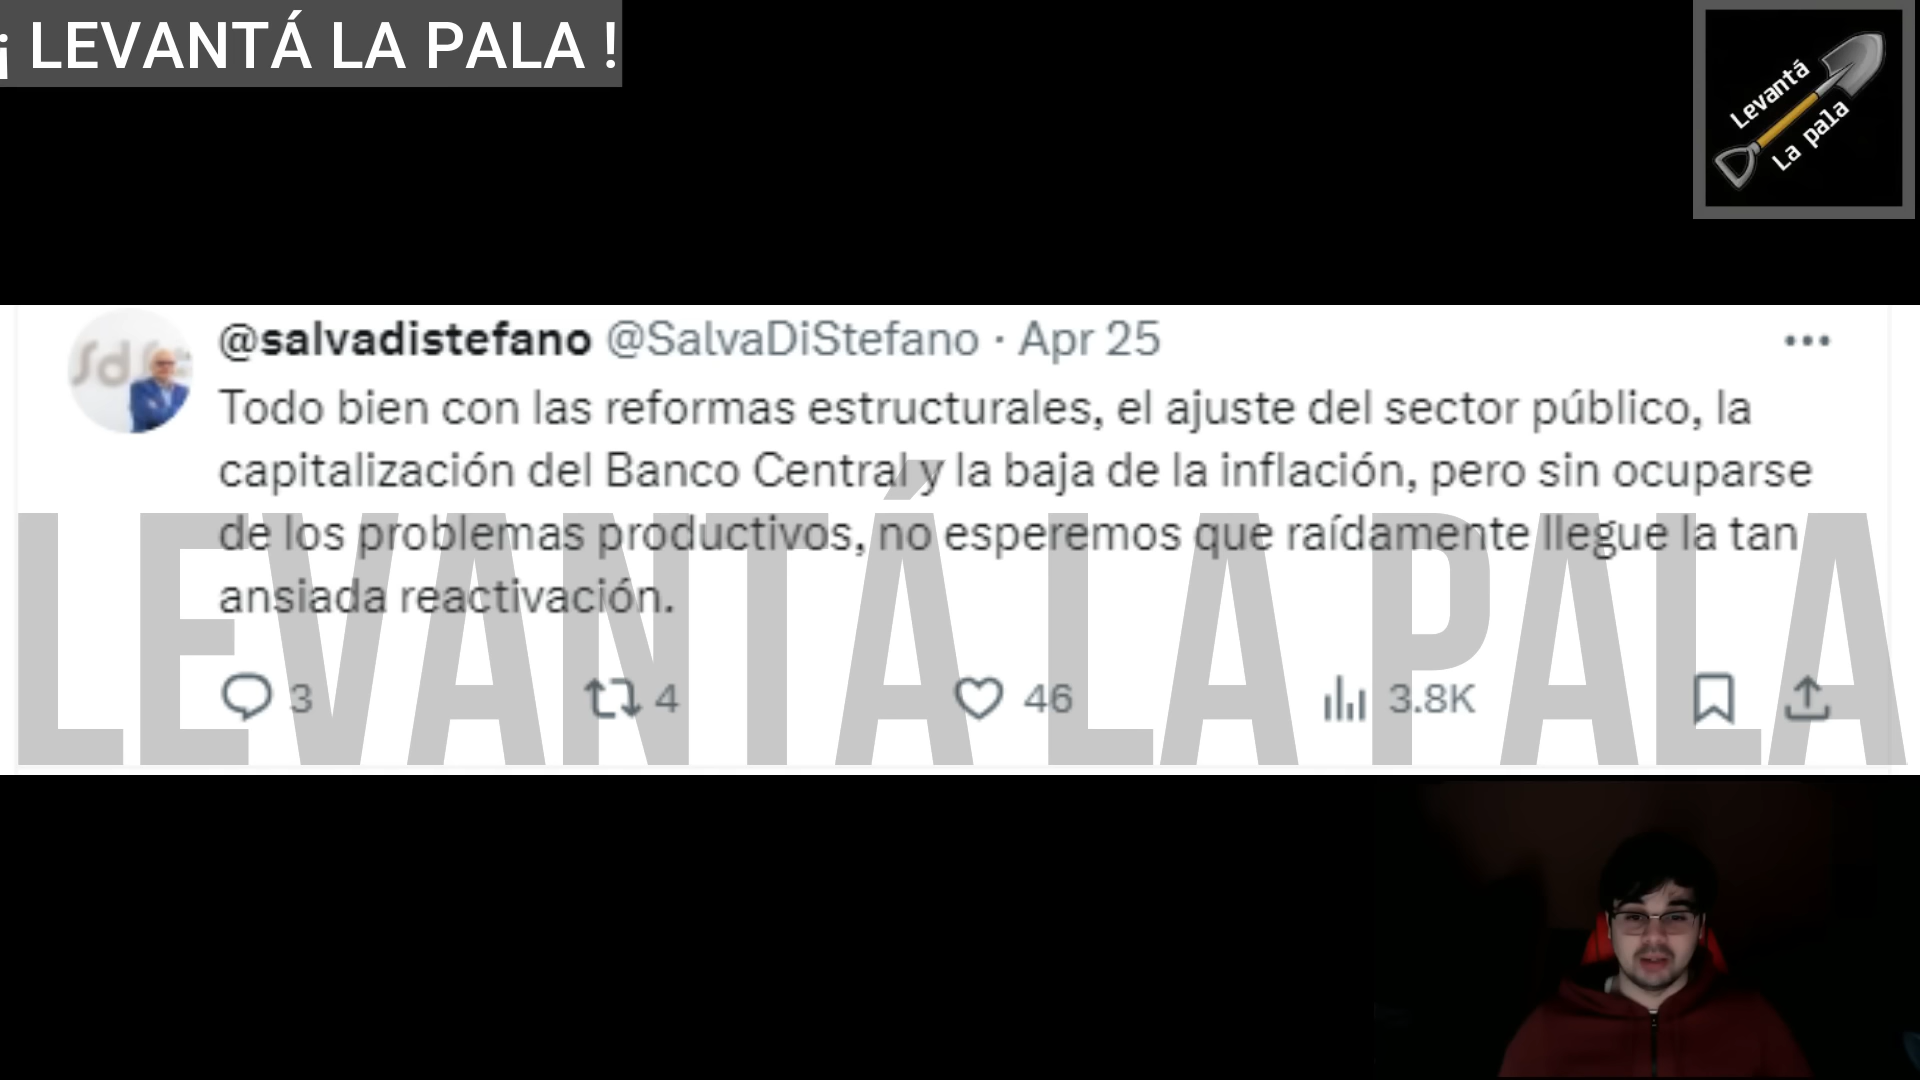 ¡ LEVANTÁ LA PALA !
Levantá
La pala
@salvadistefano @SalvaDiStefano · Apr 25
Todo bien con las reformas estructurales, el ajuste del sector público, la
capitalización del Banco Central y la baja de la inflación, pero sin ocuparse
de los problemas productivos, no esperemos que raídamente llegue la tan
ansiada reactivación.
3 4 46 3.8K
LEVANTÁ LA PALA